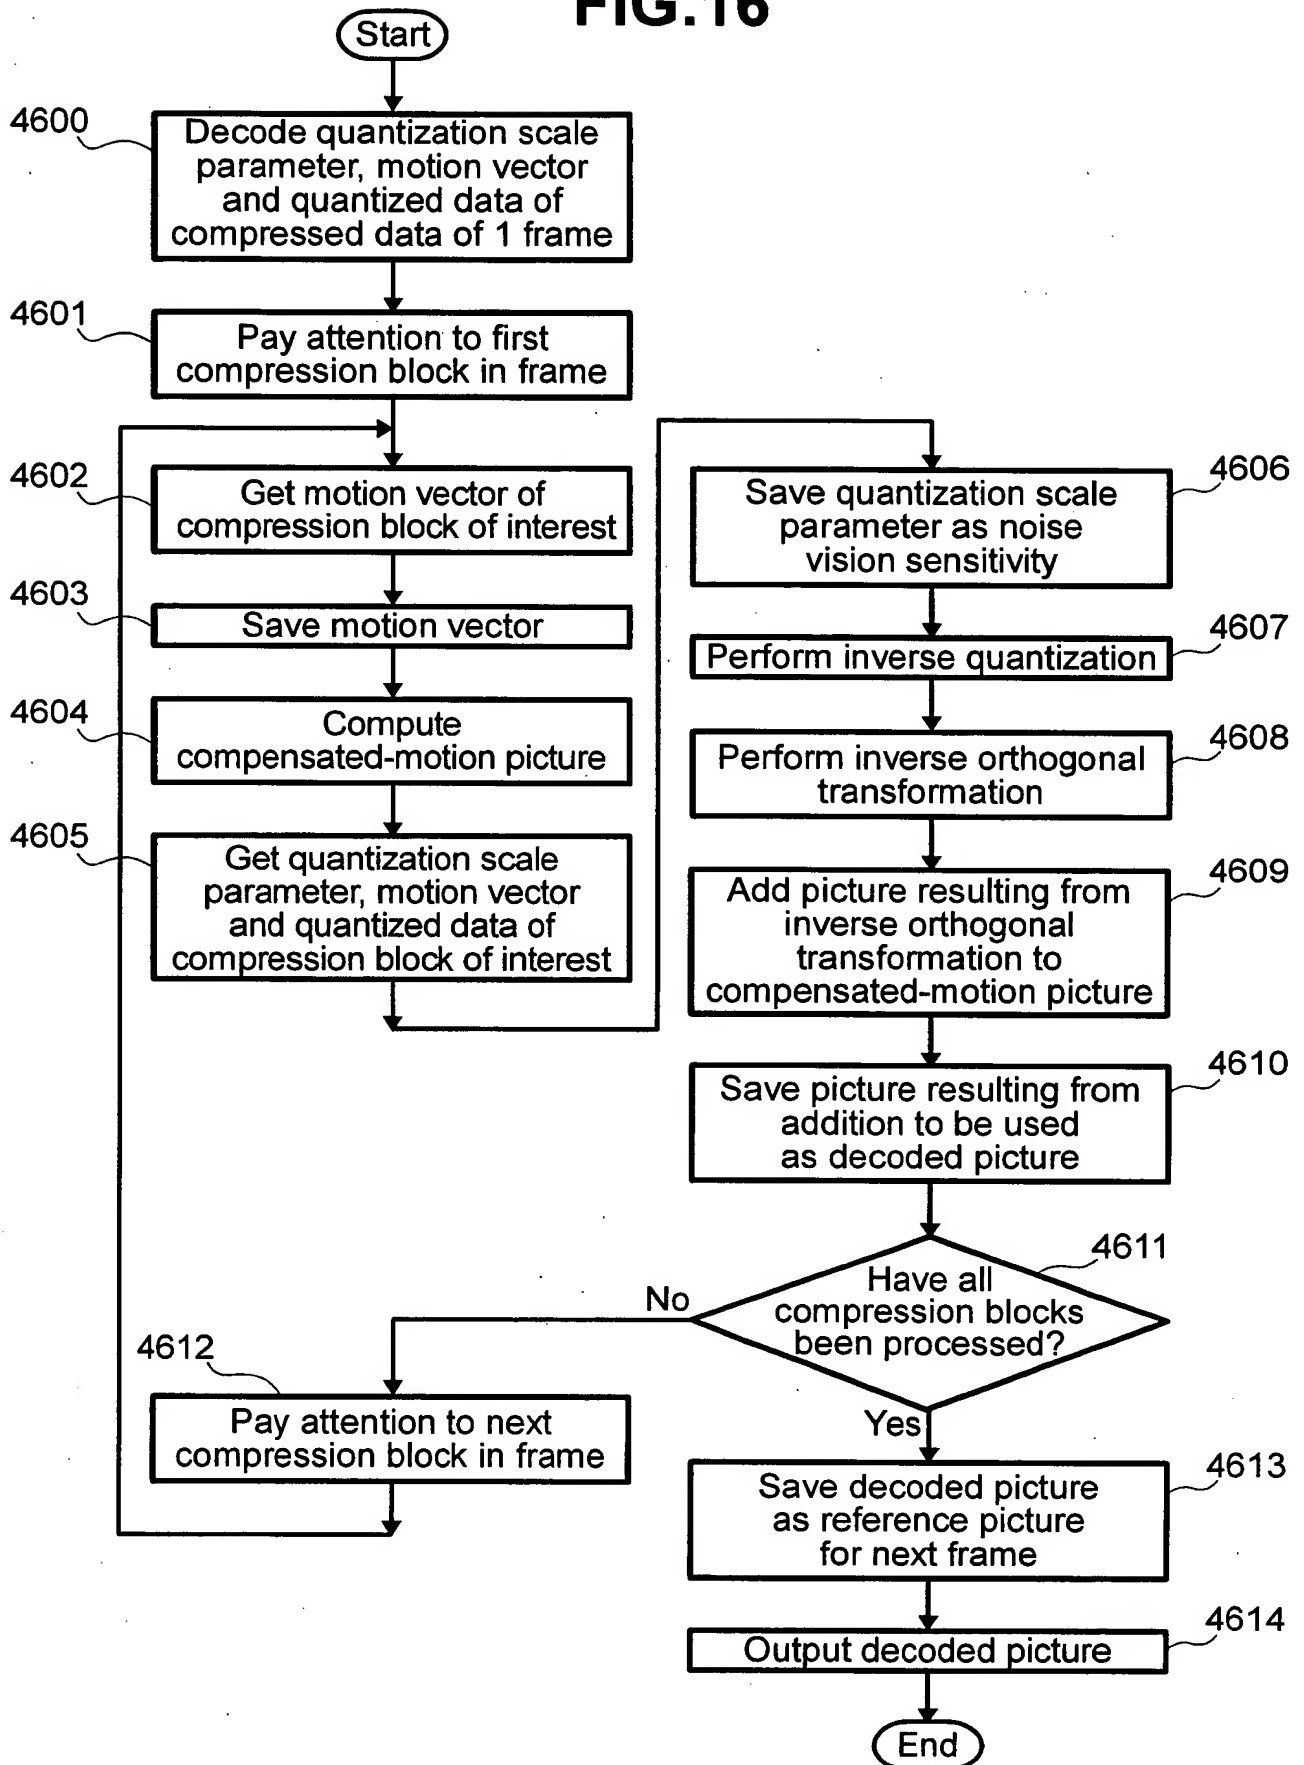 FIG.16
Start
4600
Decode quantization scale
parameter, motion vector
and quantized data of
compressed data of 1 frame
4601
Pay attention to first
compression block in frame
4602
Get motion vector of
compression block of interest
4603
Save motion vector
4604
Compute
compensated-motion picture
4605
Get quantization scale
parameter, motion vector
and quantized data of
compression block of interest
4606
Save quantization scale
parameter as noise
vision sensitivity
4607
Perform inverse quantization
4608
Perform inverse orthogonal
transformation
4609
Add picture resulting from
inverse orthogonal
transformation to
compensated-motion picture
4610
Save picture resulting from
addition to be used
as decoded picture
4611
Have all
compression blocks
been processed?
No
4612
Pay attention to next
compression block in frame
Yes
4613
Save decoded picture
as reference picture
for next frame
4614
Output decoded picture
End